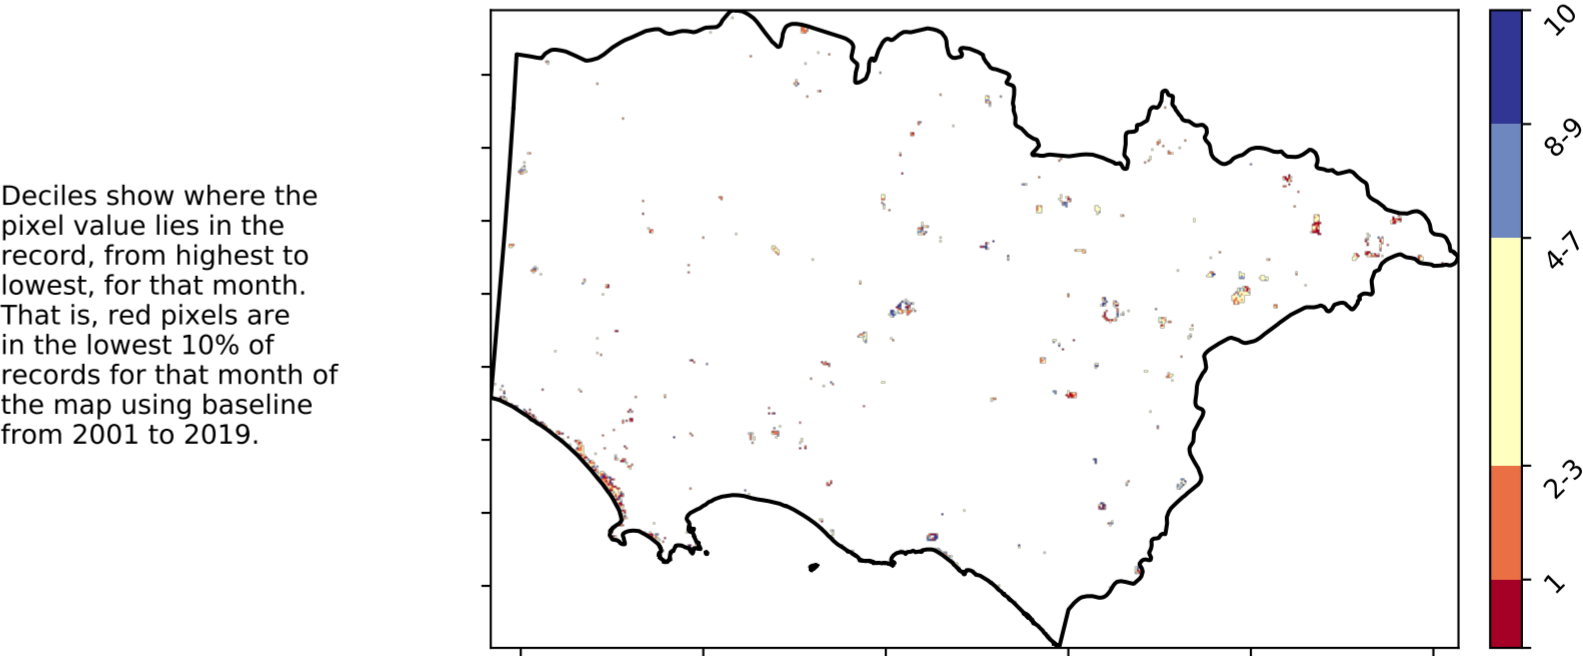 Deciles show where the
pixel value lies in the
record, from highest to
lowest, for that month.
That is, red pixels are
in the lowest 10% of
records for that month of
the map using baseline
from 2001 to 2019.
10
8-9
4-7
2-3
1